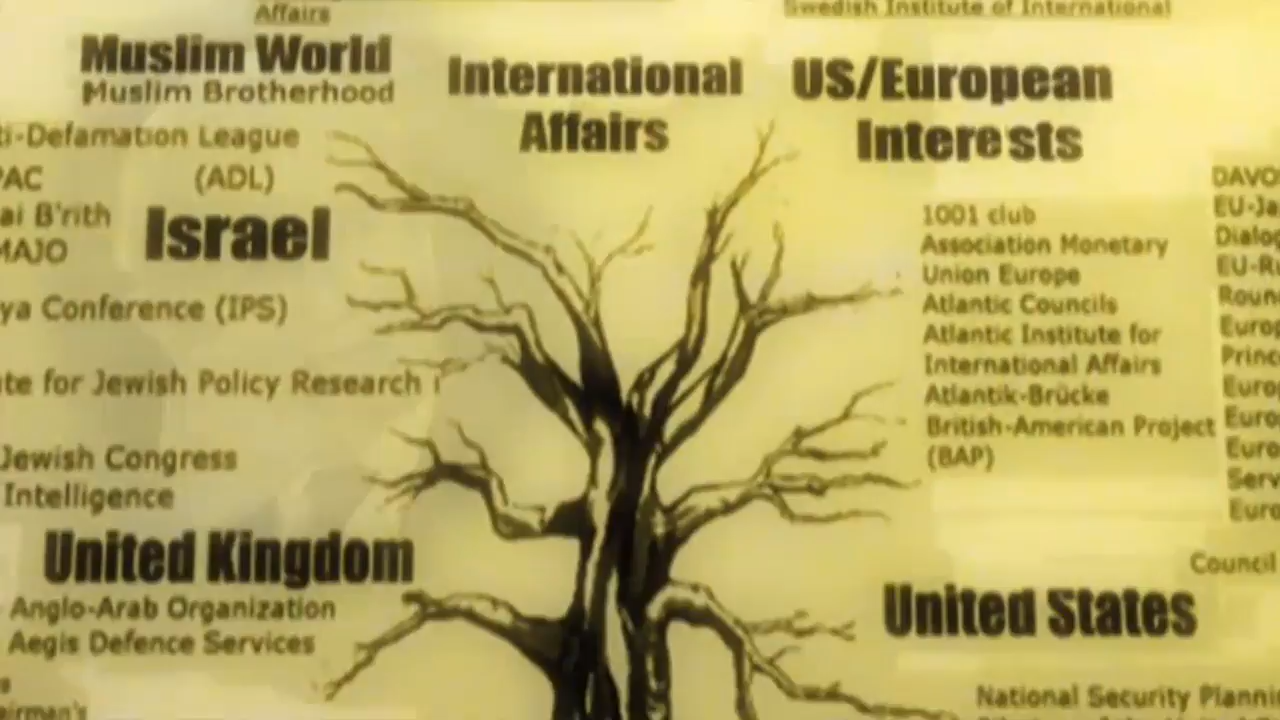 Affairs
Swedish Institute of International
Muslim World
Muslim Brotherhood
International
Affairs
US/European
Interests
ti-Defamation League
(ADL)
PAC
ai B'rith
MAJO
Israel
ya Conference (IPS)
te for Jewish Policy Research
Jewish Congress
Intelligence
1001 club
Association Monetary
Union Europe
Atlantic Councils
Atlantic Institute for
International Affairs
Atlantik-Brücke
British-American Project
(BAP)
DAVO
EU-Ja
Dialog
EU-Ru
Roun
Europ
Princ
Euro
Euro
Euro
Serv
Euro
Council
United Kingdom
Anglo-Arab Organization
Aegis Defence Services
airman's
United States
National Security Planni